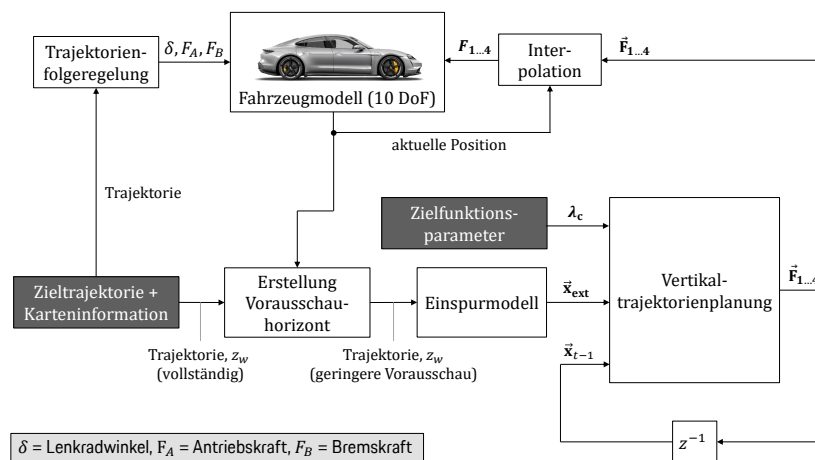 Trajektorien-
folgeregelung
δ, F_A, F_B
Fahrzeugmodell (10 DoF)
F_1…4
Inter-
polation
F⃗_1…4
aktuelle Position
Trajektorie
Zielfunktions-
parameter
λ_c
Zieltrajektorie +
Karteninformation
Erstellung
Vorausschau-
horizont
Einspurmodell
x⃗_ext
Vertikal-
trajektorienplanung
F⃗_1…4
Trajektorie, z_w
(vollständig)
Trajektorie, z_w
(geringere Vorausschau)
x⃗_t−1
z⁻¹
δ = Lenkradwinkel, F_A = Antriebskraft, F_B = Bremskraft